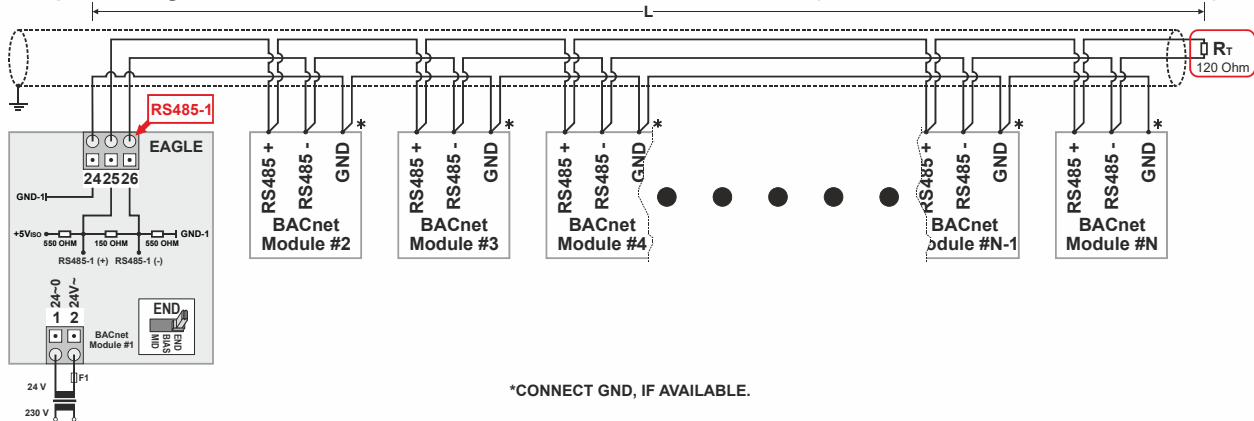 L
RT
120 Ohm
RS485-1
EAGLE
24 25 26
GND-1
+5VISO
GND-1
550 OHM
150 OHM
550 OHM
RS485-1 (+) RS485-1 (-)
24~0
24V~
1 2
BACnet
Module #1
END
END
BIAS
MID
F1
24 V
230 V
*
RS485 +
RS485 -
GND
BACnet
Module #2
*
RS485 +
RS485 -
GND
BACnet
Module #3
*
RS485 +
RS485 -
GND
BACnet
Module #4
*
RS485 +
RS485 -
GND
BACnet
odule #N-1
*
RS485 +
RS485 -
GND
BACnet
Module #N
*CONNECT GND, IF AVAILABLE.